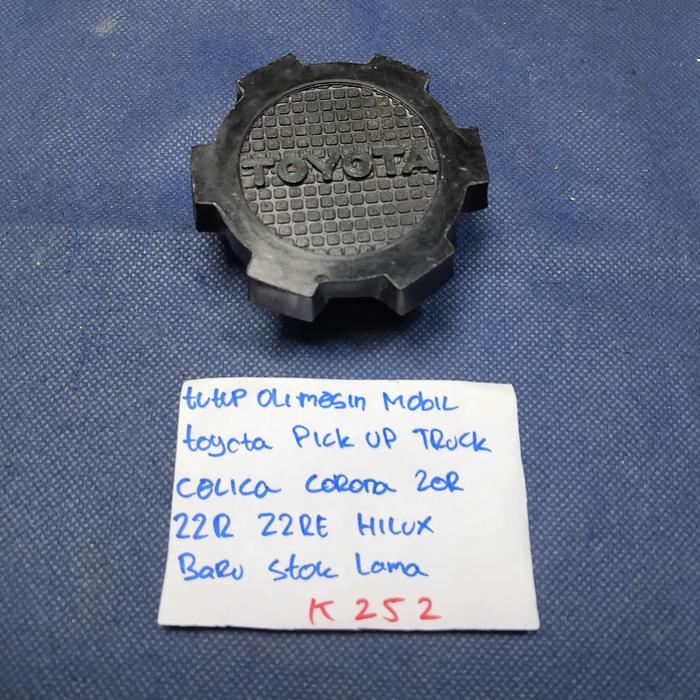 TOYOTA
tutup oli mesin Mobil
toyota Pick UP TRUCK
CELICA CORONA 20R
22R 22RE HILUX
Baru Stok Lama
K 252